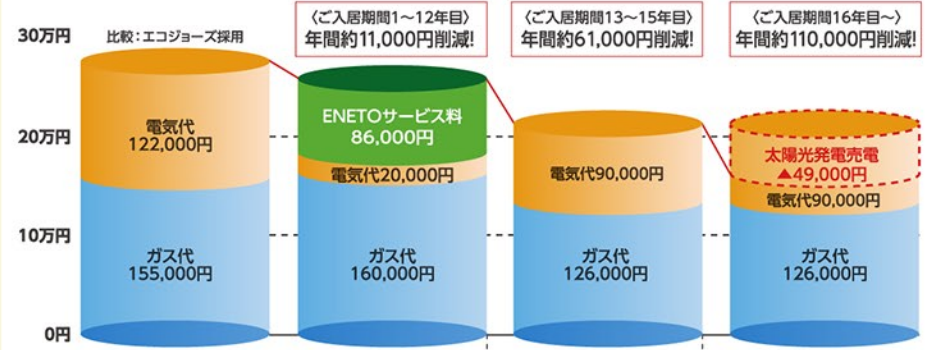 30万円
20万円
10万円
0円
比較：エコジョーズ採用
電気代
122,000円
ガス代
155,000円
〈ご入居期間1～12年目〉
年間約11,000円削減!
ENETOサービス料
86,000円
電気代20,000円
ガス代
160,000円
〈ご入居期間13～15年目〉
年間約61,000円削減!
電気代90,000円
ガス代
126,000円
〈ご入居期間16年目～〉
年間約110,000円削減!
太陽光発電売電
▲49,000円
電気代90,000円
ガス代
126,000円